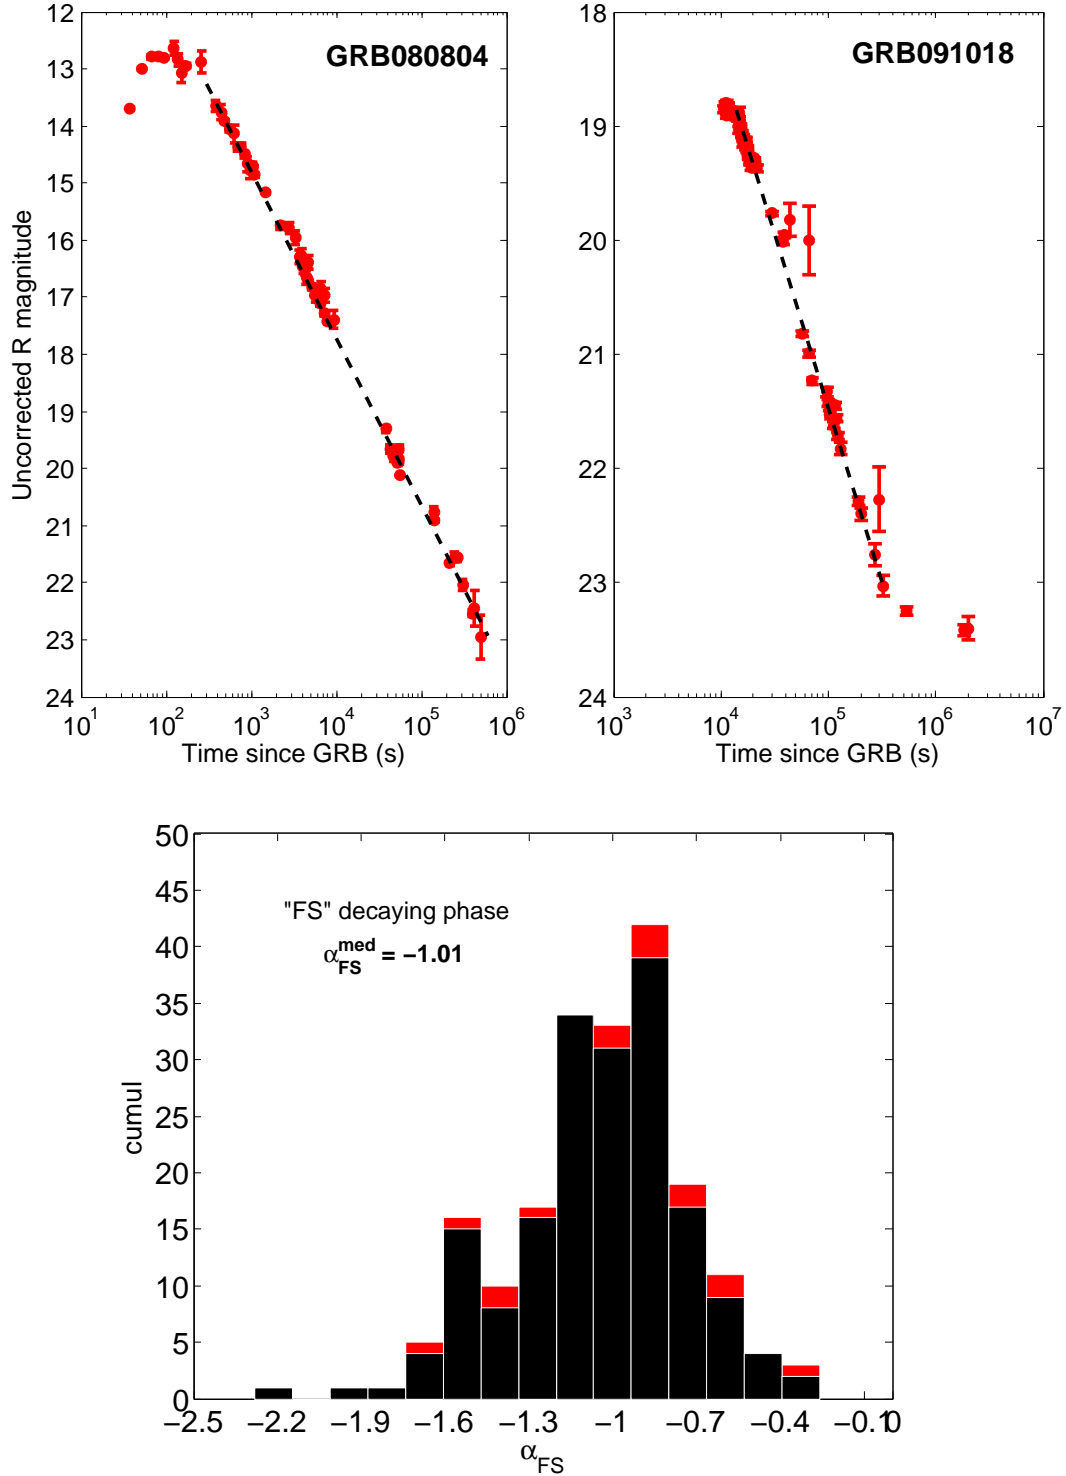 GRB080804
Uncorrected R magnitude
12
13
14
15
16
17
18
19
20
21
22
23
24
10^1 10^2 10^3 10^4 10^5 10^6
Time since GRB (s)
GRB091018
18
19
20
21
22
23
24
10^3 10^4 10^5 10^6 10^7
Time since GRB (s)
"FS" decaying phase
α_FS^med = −1.01
cumul
50
45
40
35
30
25
20
15
10
5
0
−2.5 −2.2 −1.9 −1.6 −1.3 −1 −0.7 −0.4 −0.1 0
α_FS